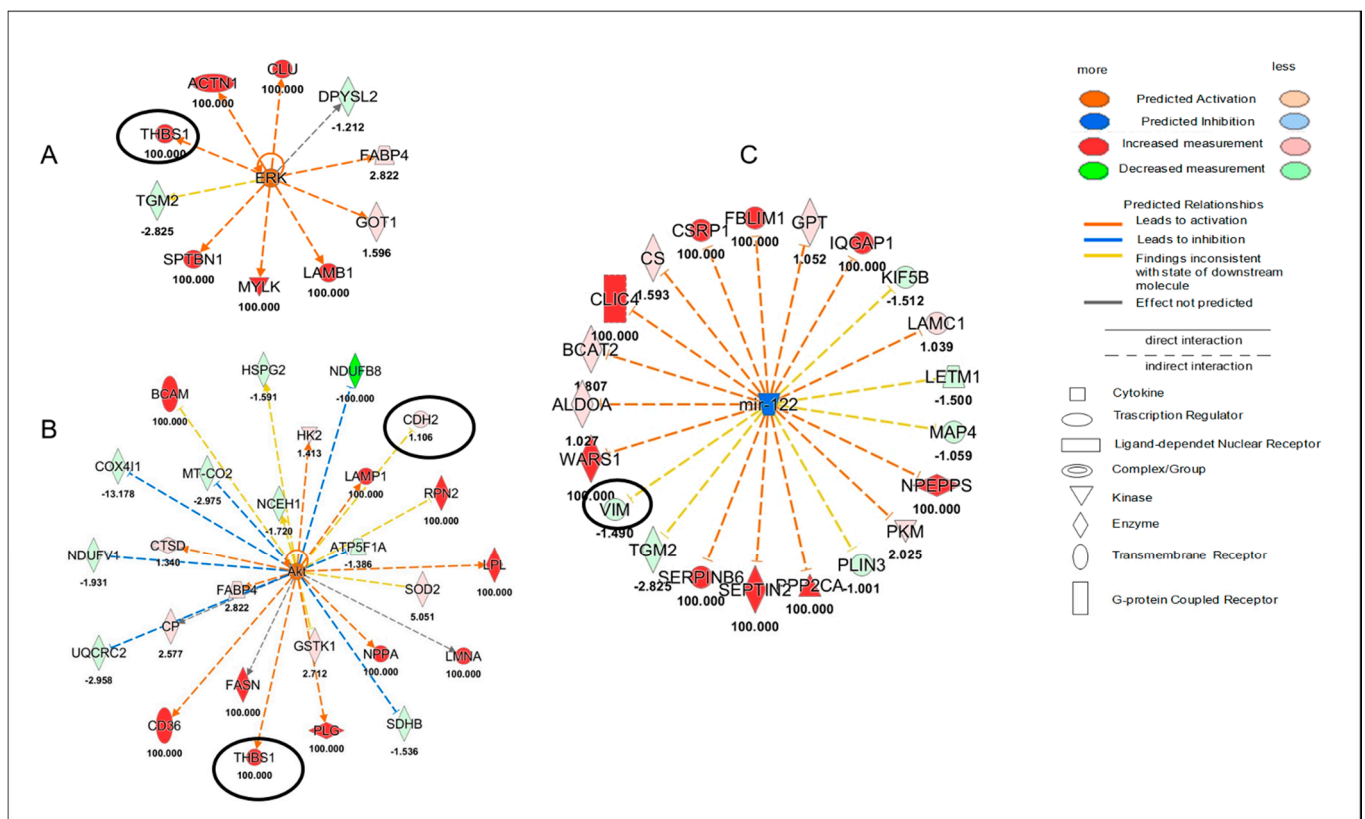 A
ACTN1
100.000
CLU
100.000
DPYSL2
-1.212
THBS1
100.000
FABP4
2.822
ERK
TGM2
-2.825
GOT1
1.596
SPTBN1
100.000
MYLK
100.000
LAMB1
100.000
B
BCAM
100.000
HSPG2
-1.591
NDUFB8
-100.000
CDH2
1.106
HK2
1.413
COX4I1
-13.178
MT-CO2
-2.975
LAMP1
100.000
RPN2
100.000
NCEH1
-1.720
NDUFV1
-1.931
CTSD
1.340
ATP5F1A
-1.386
Akt
LPL
100.000
FABP4
2.822
SOD2
5.051
CP
2.577
UQCRC2
-2.958
GSTK1
2.712
NPPA
100.000
LMNA
100.000
FASN
100.000
CD36
100.000
PLG
100.000
SDHB
-1.536
THBS1
100.000
C
CSRP1
100.000
FBLIM1
100.000
GPT
1.052
IQGAP1
100.000
CS
1.593
KIF5B
-1.512
CLIC4
100.000
LAMC1
1.039
BCAT2
1.807
LETM1
-1.500
ALDOA
1.027
mir-122
MAP4
-1.059
WARS1
100.000
NPEPPS
100.000
VIM
-1.490
PKM
2.025
TGM2
-2.825
PLIN3
-1.001
SERPINB6
100.000
SEPTIN2
100.000
PPP2CA
100.000
more less
Predicted Activation
Predicted Inhibition
Increased measurement
Decreased measurement
Predicted Relationships
Leads to activation
Leads to inhibition
Findings inconsistent
with state of downstream
molecule
Effect not predicted
direct interaction
indirect interaction
Cytokine
Trascription Regulator
Ligand-dependet Nuclear Receptor
Complex/Group
Kinase
Enzyme
Transmembrane Receptor
G-protein Coupled Receptor